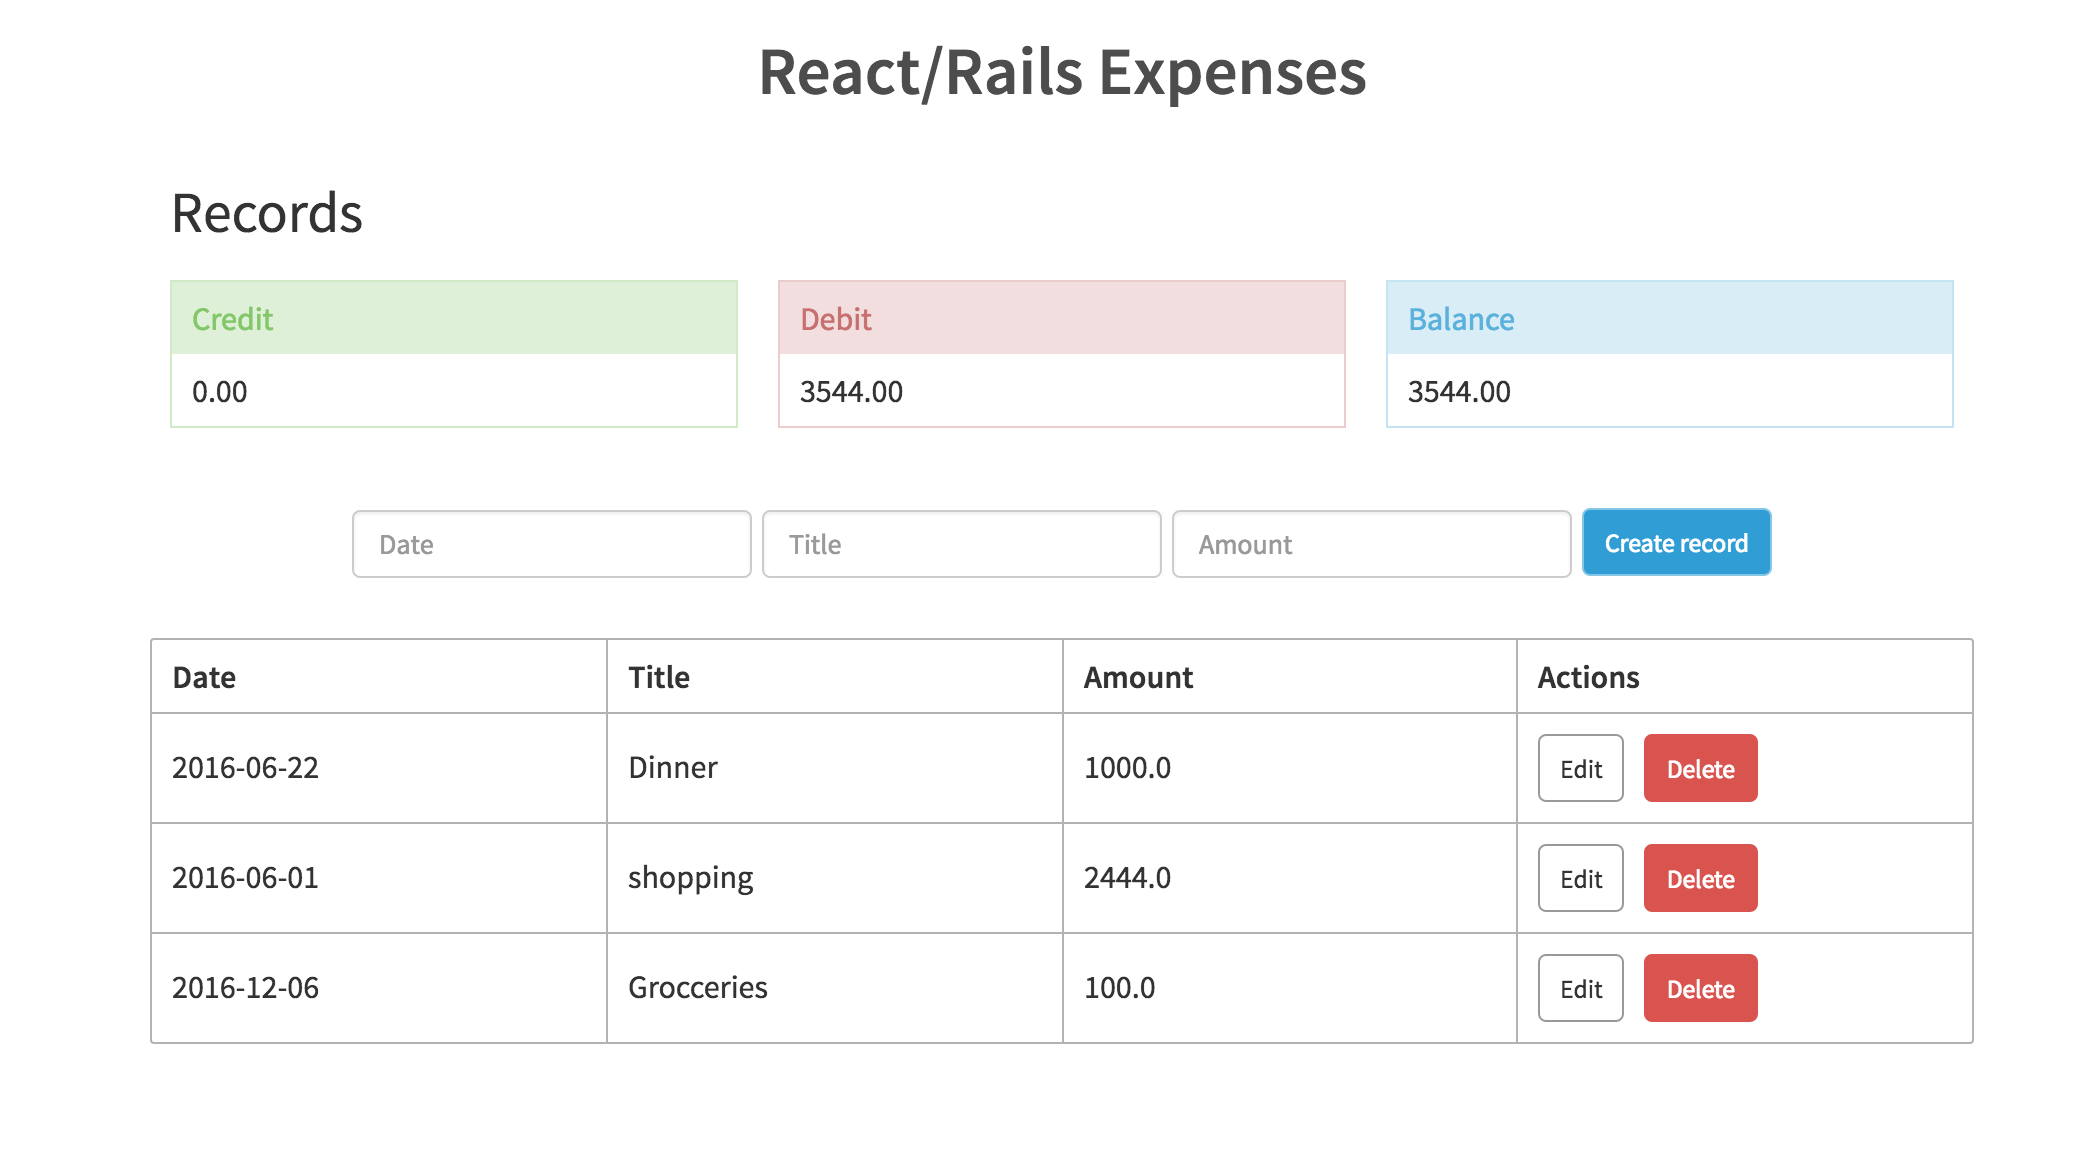 React/Rails Expenses
Records
Credit Debit Balance
0.00 3544.00 3544.00
Date Title Amount Create record
Date Title Amount Actions
2016-06-22 Dinner 1000.0 Edit Delete
2016-06-01 shopping 2444.0 Edit Delete
2016-12-06 Grocceries 100.0 Edit Delete